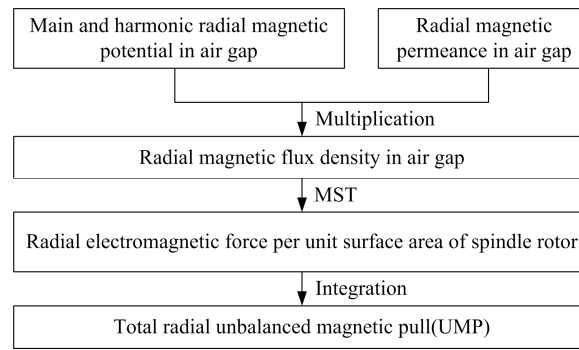 Main and harmonic radial magnetic
potential in air gap
Radial magnetic
permeance in air gap
Multiplication
Radial magnetic flux density in air gap
MST
Radial electromagnetic force per unit surface area of spindle rotor
Integration
Total radial unbalanced magnetic pull(UMP)